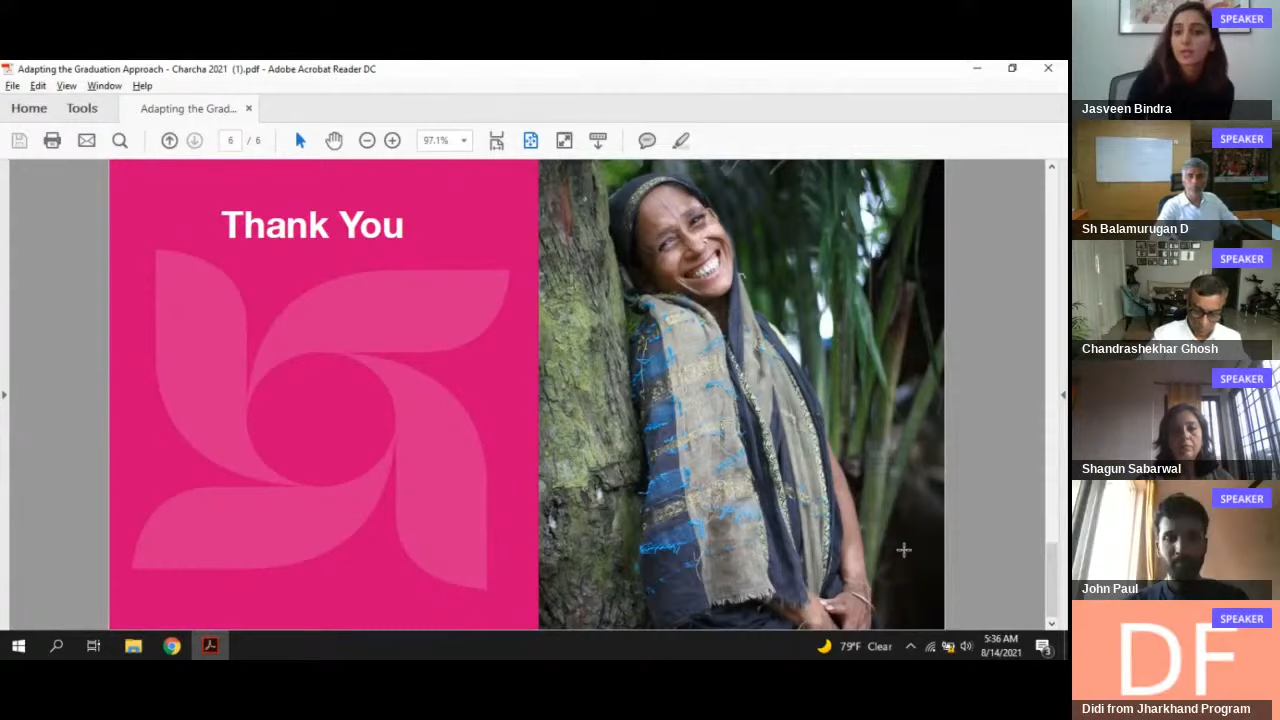 Adapting the Graduation Approach - Charcha 2021 (1).pdf - Adobe Acrobat Reader DC
File Edit View Window Help
Home Tools Adapting the Grad... ×
6 / 6 97.1%
Thank You
79°F Clear
5:36 AM
8/14/2021
3
SPEAKER
Jasveen Bindra
SPEAKER
Sh Balamurugan D
SPEAKER
Chandrashekhar Ghosh
SPEAKER
Shagun Sabarwal
SPEAKER
John Paul
SPEAKER
DF
Didi from Jharkhand Program